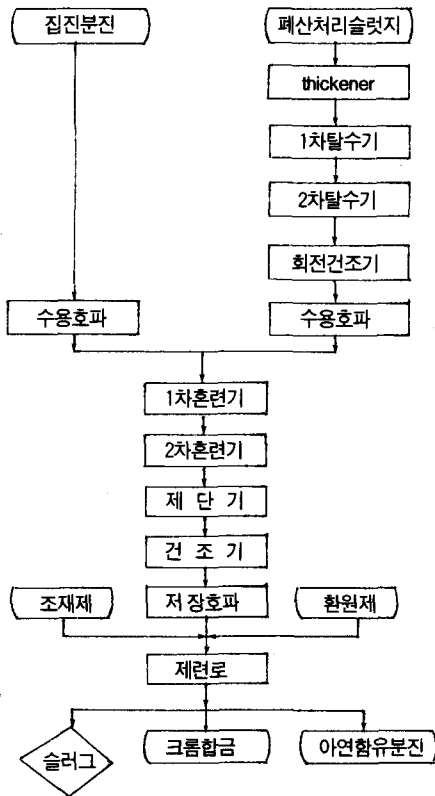 집진분진
폐산처리슬럿지
thickener
1차탈수기
2차탈수기
회전건조기
수용호파
수용호파
1차혼련기
2차혼련기
제 단 기
건 조 기
조재제
저장호파
환원제
제련로
슬러그
크롬합금
아연함유분진